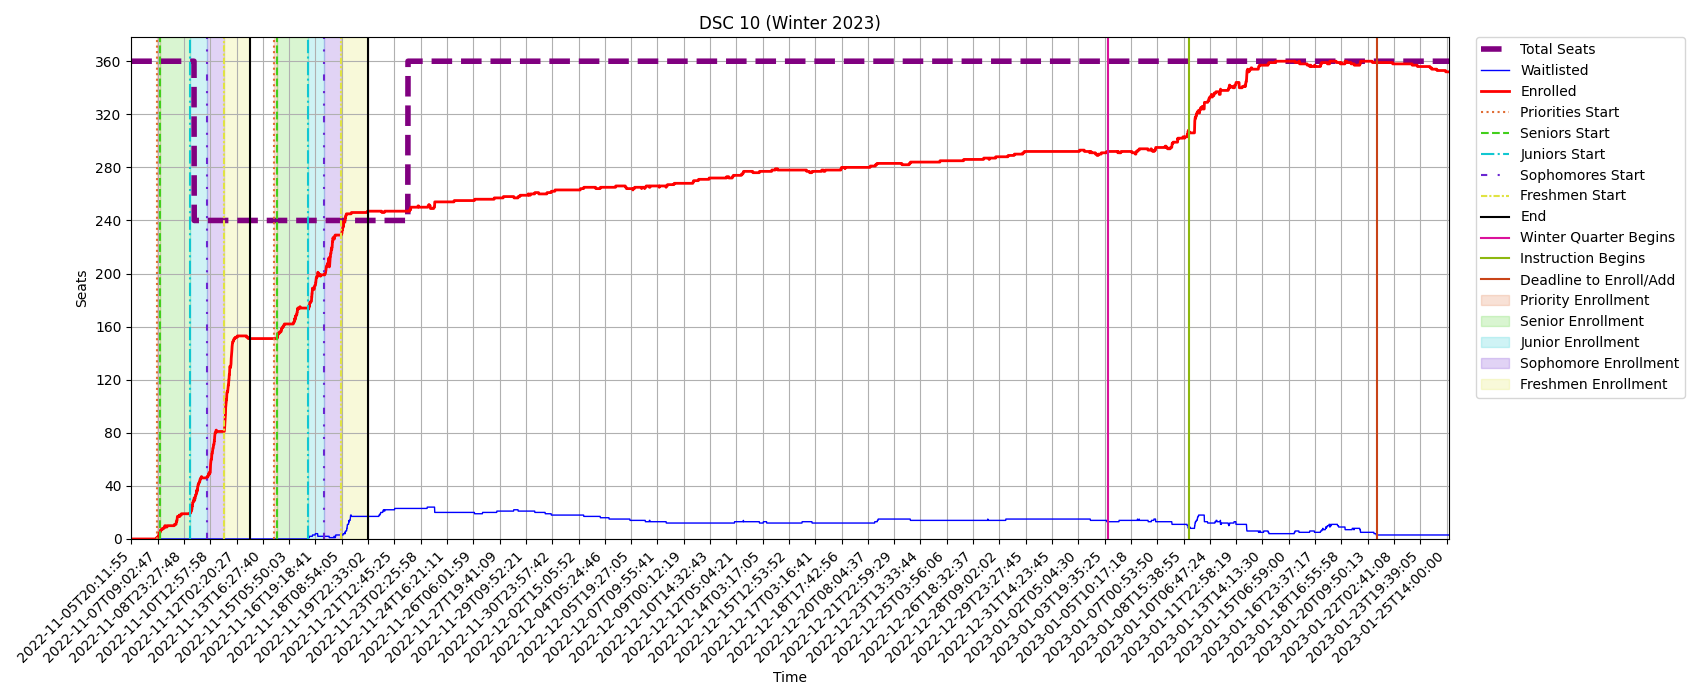 DSC 10 (Winter 2023)
Seats
360
320
280
240
200
160
120
80
40
0
2022-11-05T20:11:55
2022-11-07T09:02:47
2022-11-08T23:27:48
2022-11-10T12:57:58
2022-11-12T02:20:27
2022-11-13T16:27:40
2022-11-15T05:50:03
2022-11-16T19:18:41
2022-11-18T08:54:05
2022-11-19T22:33:02
2022-11-21T12:45:25
2022-11-23T02:25:58
2022-11-24T16:21:11
2022-11-26T06:01:59
2022-11-27T19:41:09
2022-11-29T09:52:21
2022-11-30T23:57:42
2022-12-02T15:05:52
2022-12-04T05:24:46
2022-12-05T19:27:05
2022-12-07T09:55:41
2022-12-09T00:12:19
2022-12-10T14:32:43
2022-12-12T05:04:21
2022-12-14T03:17:05
2022-12-15T12:53:52
2022-12-17T03:16:41
2022-12-18T17:42:56
2022-12-20T08:04:37
2022-12-21T22:59:29
2022-12-23T13:33:44
2022-12-25T03:56:06
2022-12-26T18:32:37
2022-12-28T09:02:02
2022-12-29T23:27:45
2022-12-31T14:23:45
2023-01-02T05:04:30
2023-01-03T19:35:25
2023-01-05T10:17:18
2023-01-07T00:53:50
2023-01-08T15:38:55
2023-01-10T06:47:24
2023-01-11T22:58:19
2023-01-13T14:13:30
2023-01-15T06:59:00
2023-01-16T23:37:17
2023-01-18T16:55:58
2023-01-20T09:50:13
2023-01-22T02:41:08
2023-01-23T19:39:05
2023-01-25T14:00:00
Time
Total Seats
Waitlisted
Enrolled
Priorities Start
Seniors Start
Juniors Start
Sophomores Start
Freshmen Start
End
Winter Quarter Begins
Instruction Begins
Deadline to Enroll/Add
Priority Enrollment
Senior Enrollment
Junior Enrollment
Sophomore Enrollment
Freshmen Enrollment